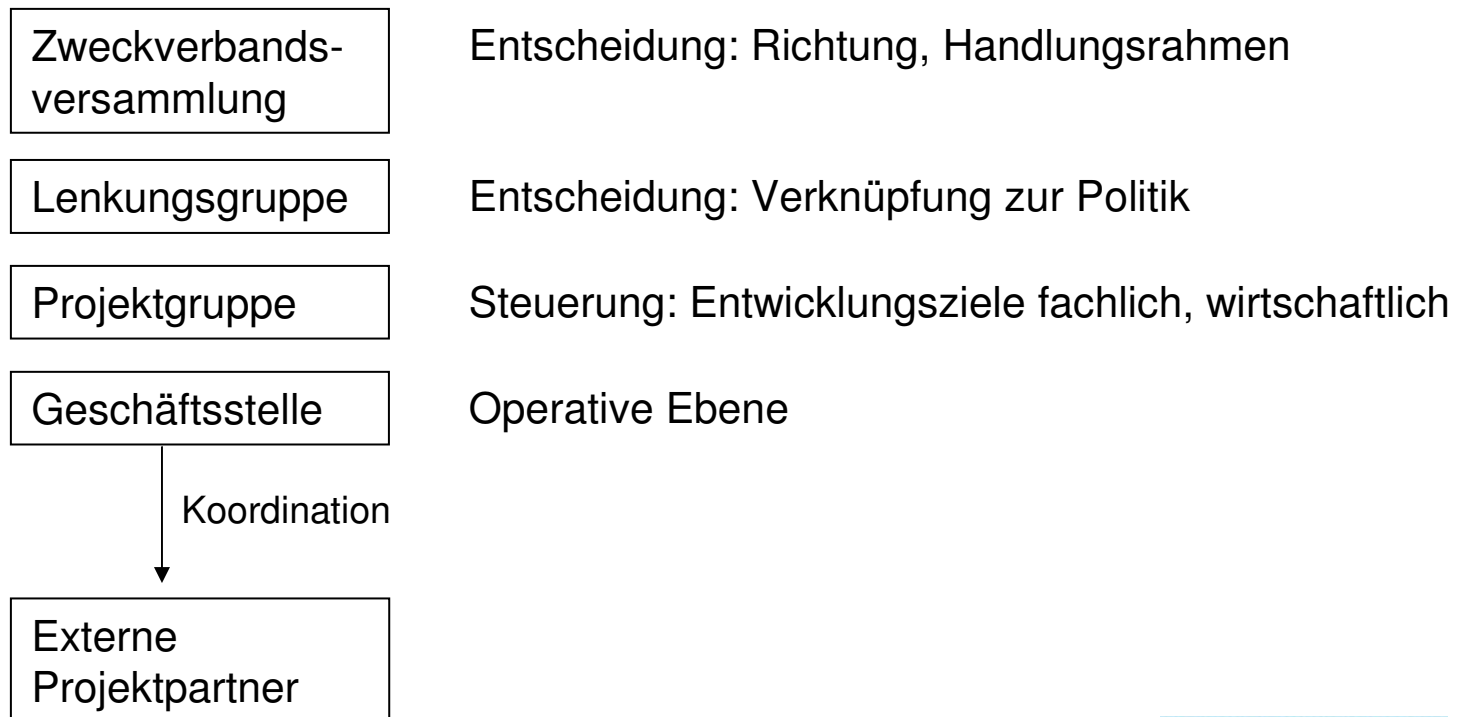 Zweckverbands-
versammlung
Entscheidung: Richtung, Handlungsrahmen
Lenkungsgruppe
Entscheidung: Verknüpfung zur Politik
Projektgruppe
Steuerung: Entwicklungsziele fachlich, wirtschaftlich
Geschäftsstelle
Operative Ebene
Koordination
Externe
Projektpartner